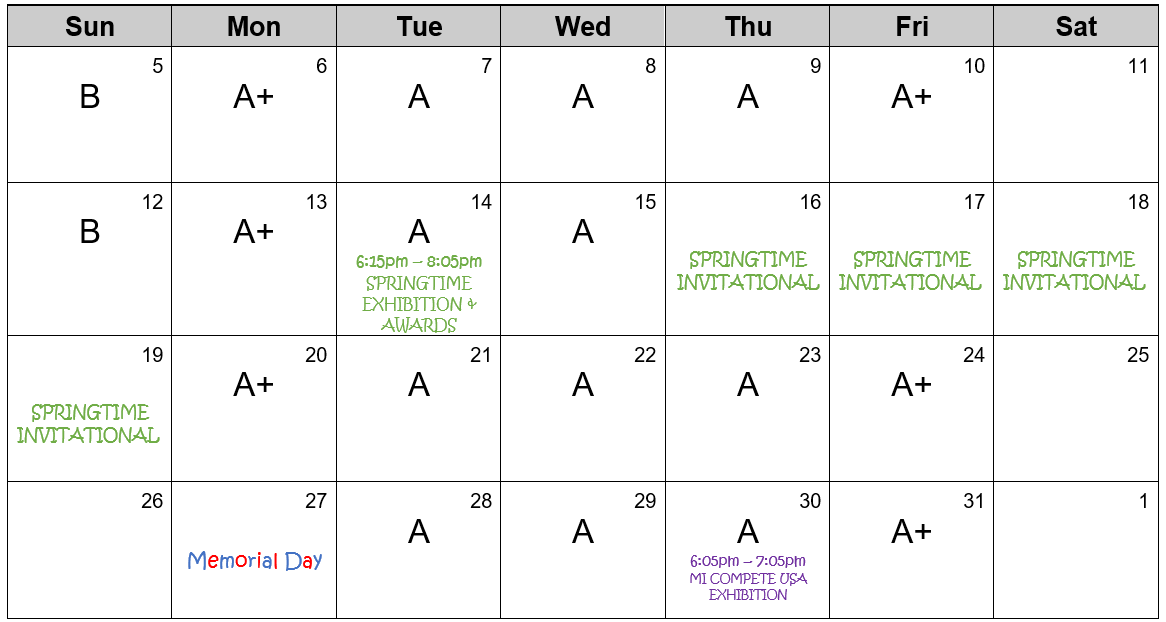 Sun Mon Tue Wed Thu Fri Sat
5 6 7 8 9 10 11
B A+ A A A A+
12 13 14 15 16 17 18
B A+ A A
6:15pm – 8:05pm
SPRINGTIME
EXHIBITION &
AWARDS
SPRINGTIME
INVITATIONAL
SPRINGTIME
INVITATIONAL
SPRINGTIME
INVITATIONAL
19 20 21 22 23 24 25
A+ A A A A+
SPRINGTIME
INVITATIONAL
26 27 28 29 30 31 1
A A A A+
Memorial Day
6:05pm – 7:05pm
MI COMPETE USA
EXHIBITION